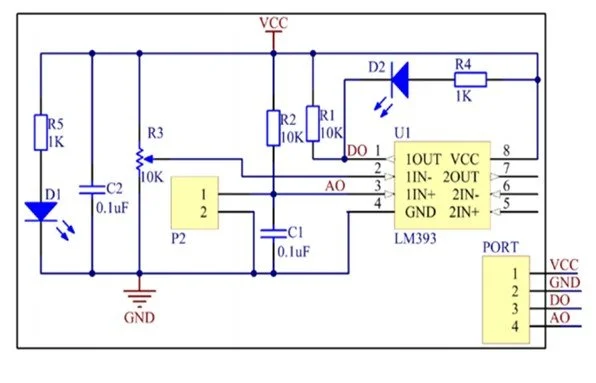 VCC
D2
R4
1K
R5
1K
R3
10K
R2
10K
R1
10K
U1
DO
1 1OUT VCC 8
2 1IN- 2OUT 7
AO
3 1IN+ 2IN- 6
4 GND 2IN+ 5
LM393
D1
C2
0.1uF
1
2
P2
C1
0.1uF
GND
PORT
1 VCC
2 GND
3 DO
4 AO